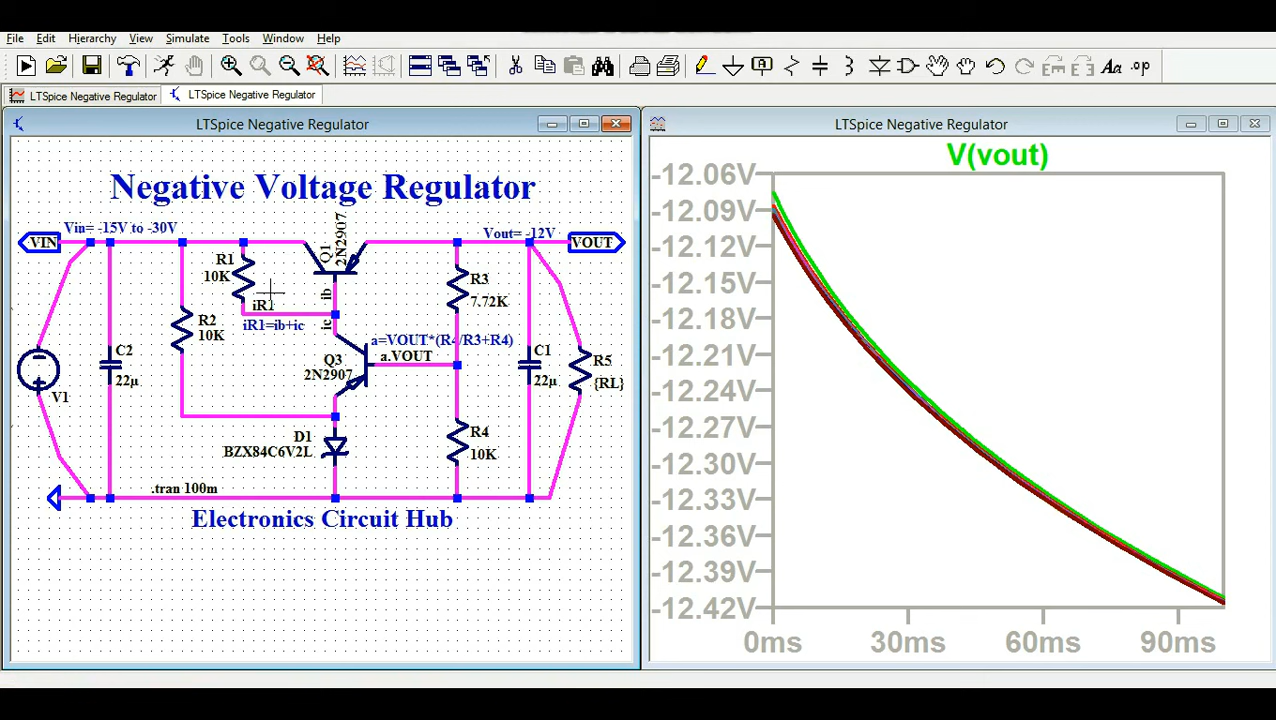 File Edit Hierarchy View Simulate Tools Window Help
Aa .op
LTSpice Negative Regulator
LTSpice Negative Regulator
LTSpice Negative Regulator
Negative Voltage Regulator
Vin= -15V to -30V
VIN
Q1
2N2907
Vout= -12V
VOUT
R1
10K
iR1
iR1=ib+ic
ib
ic
R2
10K
R3
7.72K
a=VOUT*(R4/R3+R4)
a.VOUT
Q3
2N2907
C2
22µ
V1
C1
22µ
R5
{RL}
D1
BZX84C6V2L
R4
10K
.tran 100m
Electronics Circuit Hub
LTSpice Negative Regulator
V(vout)
-12.06V
-12.09V
-12.12V
-12.15V
-12.18V
-12.21V
-12.24V
-12.27V
-12.30V
-12.33V
-12.36V
-12.39V
-12.42V
0ms 30ms 60ms 90ms